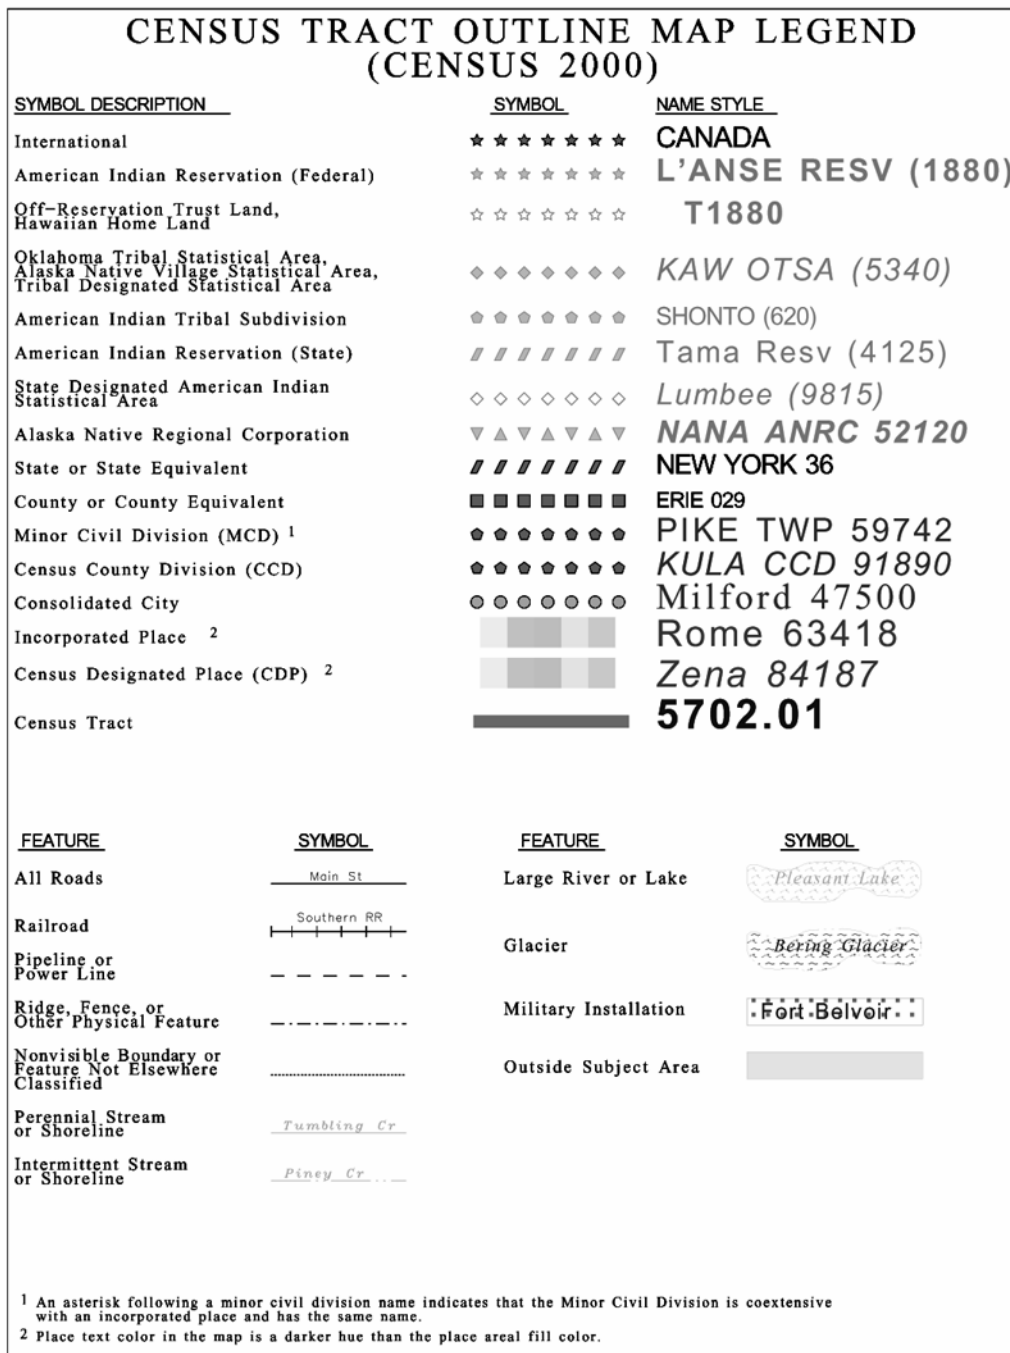 CENSUS TRACT OUTLINE MAP LEGEND
(CENSUS 2000)
SYMBOL DESCRIPTION SYMBOL NAME STYLE
International CANADA
American Indian Reservation (Federal) L'ANSE RESV (1880)
Off-Reservation Trust Land,
Hawaiian Home Land T1880
Oklahoma Tribal Statistical Area,
Alaska Native Village Statistical Area,
Tribal Designated Statistical Area KAW OTSA (5340)
American Indian Tribal Subdivision SHONTO (620)
American Indian Reservation (State) Tama Resv (4125)
State Designated American Indian
Statistical Area Lumbee (9815)
Alaska Native Regional Corporation NANA ANRC 52120
State or State Equivalent NEW YORK 36
County or County Equivalent ERIE 029
Minor Civil Division (MCD) 1 PIKE TWP 59742
Census County Division (CCD) KULA CCD 91890
Consolidated City Milford 47500
Incorporated Place 2 Rome 63418
Census Designated Place (CDP) 2 Zena 84187
Census Tract 5702.01
FEATURE SYMBOL
All Roads Main St
Railroad Southern RR
Pipeline or
Power Line
Ridge, Fence, or
Other Physical Feature
Nonvisible Boundary or
Feature Not Elsewhere
Classified
Perennial Stream
or Shoreline Tumbling Cr
Intermittent Stream
or Shoreline Piney Cr
FEATURE SYMBOL
Large River or Lake Pleasant Lake
Glacier Bering Glacier
Military Installation Fort Belvoir
Outside Subject Area
1 An asterisk following a minor civil division name indicates that the Minor Civil Division is coextensive
with an incorporated place and has the same name.
2 Place text color in the map is a darker hue than the place areal fill color.